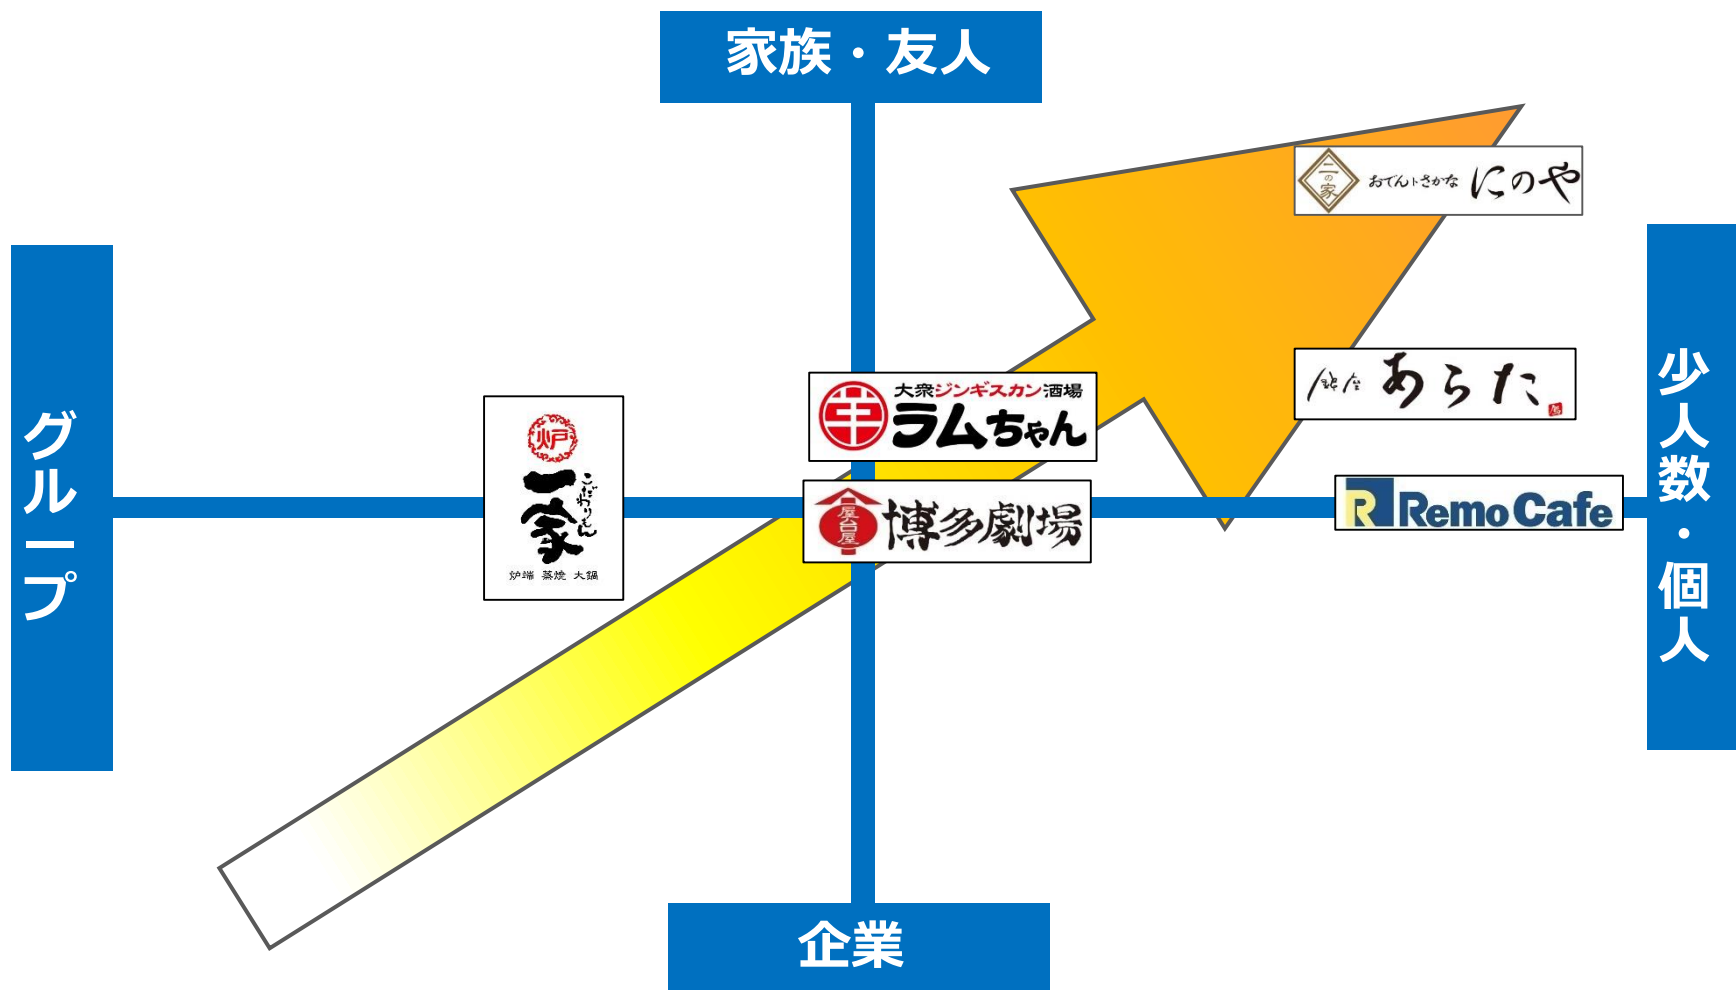 家族・友人
二の家
おでんトさかな にのや
グループ
少人数・個人
炉
一家
こだわりもん
炉端 蒸焼 大鍋
大衆ジンギスカン酒場
ラムちゃん
銀座 あらた
屋台屋
博多劇場
R Remo Cafe
企業